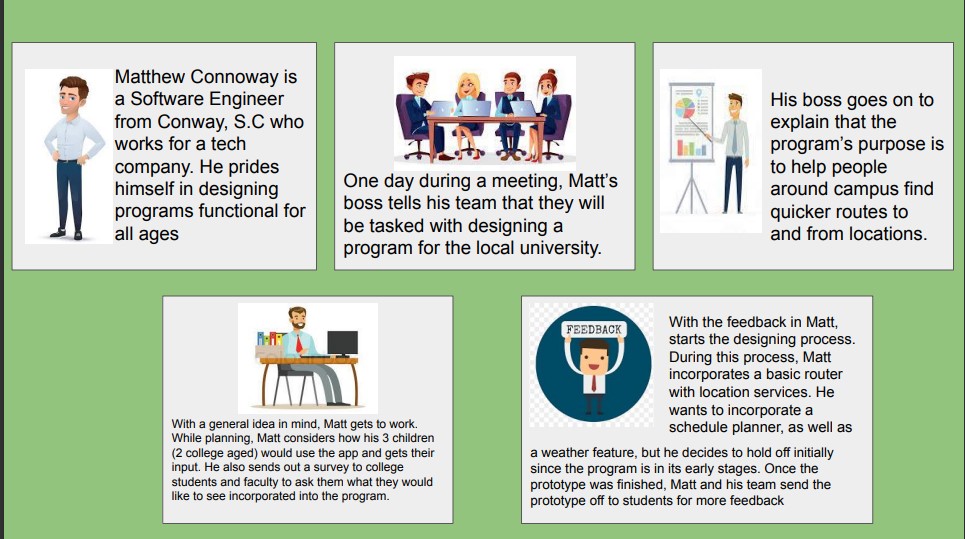 Matthew Connoway is
a Software Engineer
from Conway, S.C who
works for a tech
company. He prides
himself in designing
programs functional for
all ages
One day during a meeting, Matt's
boss tells his team that they will
be tasked with designing a
program for the local university.
His boss goes on to
explain that the
program's purpose is
to help people
around campus find
quicker routes to
and from locations.
With a general idea in mind, Matt gets to work.
While planning, Matt considers how his 3 children
(2 college aged) would use the app and gets their
input. He also sends out a survey to college
students and faculty to ask them what they would
like to see incorporated into the program.
FEEDBACK
With the feedback in Matt,
starts the designing process.
During this process, Matt
incorporates a basic router
with location services. He
wants to incorporate a
schedule planner, as well as
a weather feature, but he decides to hold off initially
since the program is in its early stages. Once the
prototype was finished, Matt and his team send the
prototype off to students for more feedback